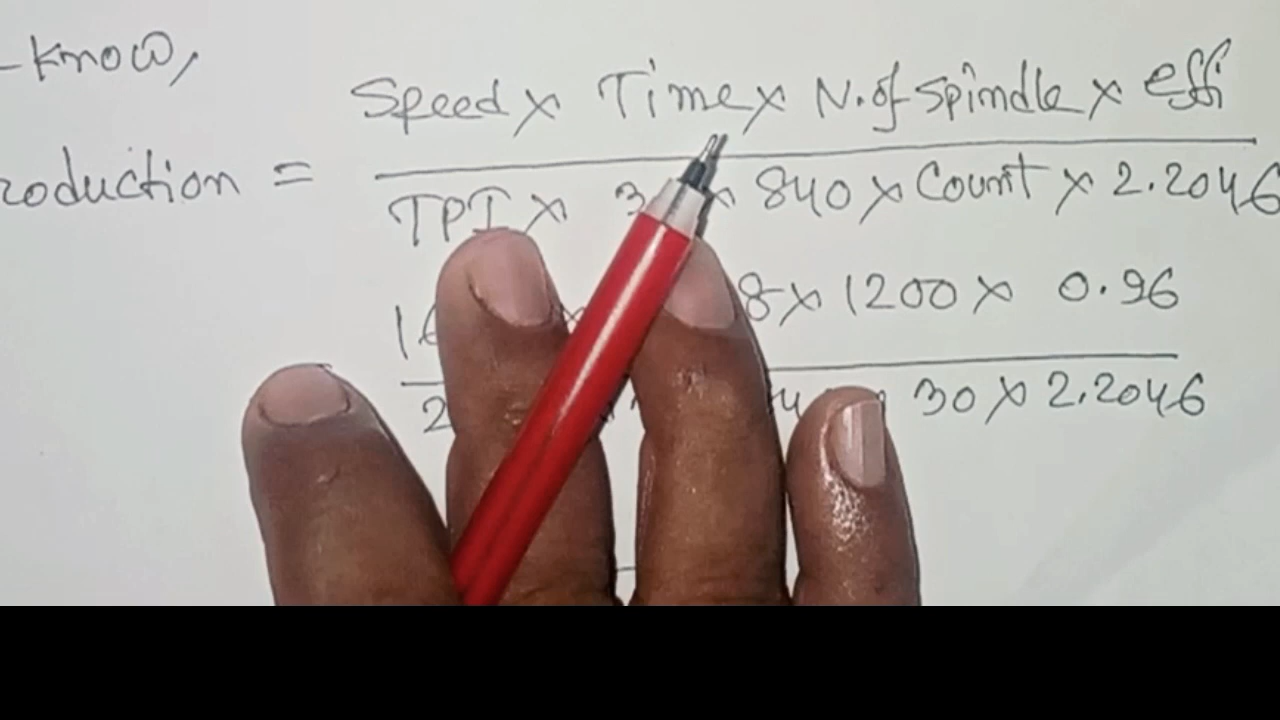 know,
Speed x Time x N. of spindle x effi
roduction =
TPI x 3 x 840 x Count x 2.2046
8 x 1200 x 0.96
30 x 2.2046